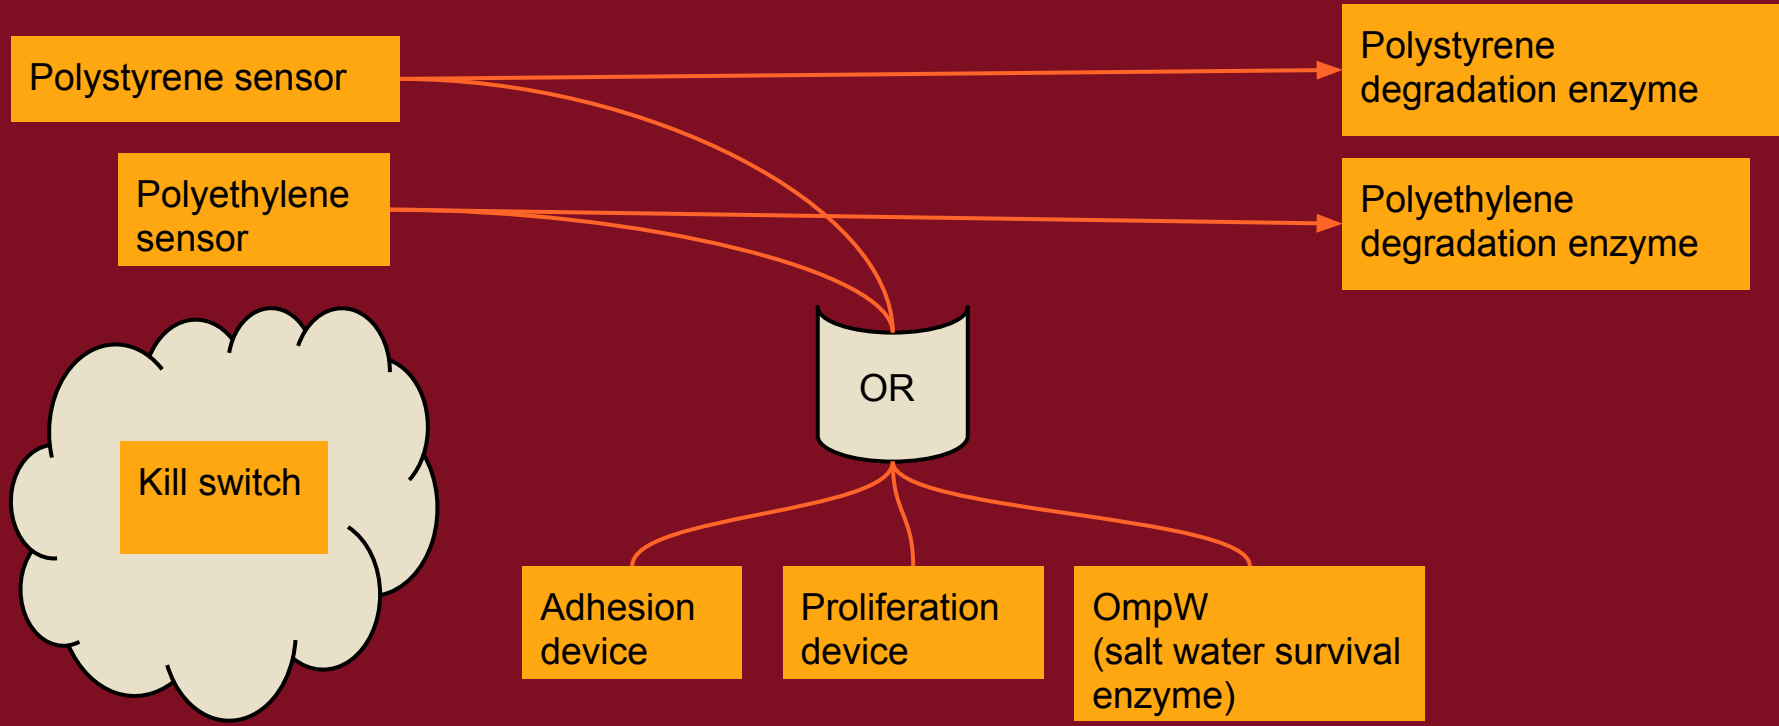 Polystyrene sensor
Polystyrene
degradation enzyme
Polyethylene
sensor
Polyethylene
degradation enzyme
OR
Kill switch
Adhesion
device
Proliferation
device
OmpW
(salt water survival
enzyme)